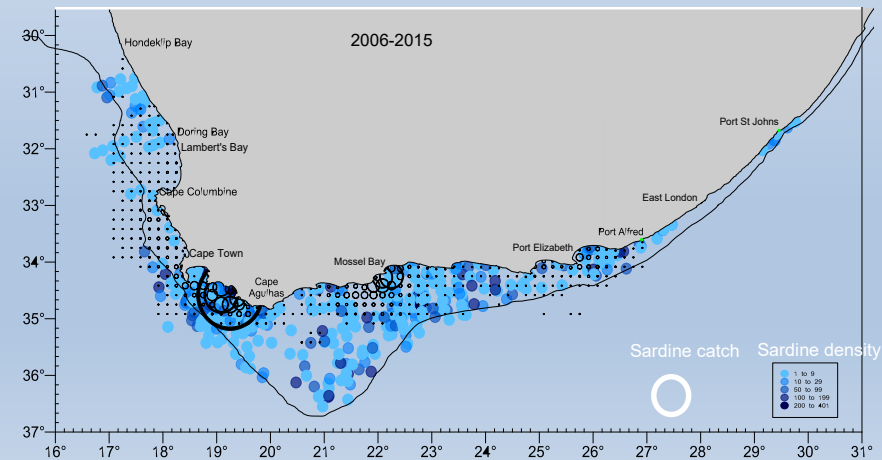 2006-2015
30°
31°
32°
33°
34°
35°
36°
37°
Hondeklip Bay
Doring Bay
Lambert's Bay
Cape Columbine
Cape Town
Cape
Agulhas
Mossel Bay
Port Elizabeth
Port Alfred
East London
Port St Johns
Sardine catch
Sardine density
1 to 9
10 to 29
50 to 99
100 to 199
200 to 401
16° 17° 18° 19° 20° 21° 22° 23° 24° 25° 26° 27° 28° 29° 30° 31°